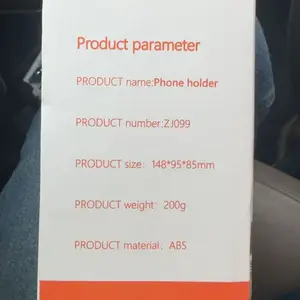 Product parameter
PRODUCT name:Phone holder
PRODUCT number:ZJ099
PRODUCT size: 148*95*85mm
PRODUCT weight: 200g
PRODUCT material: ABS